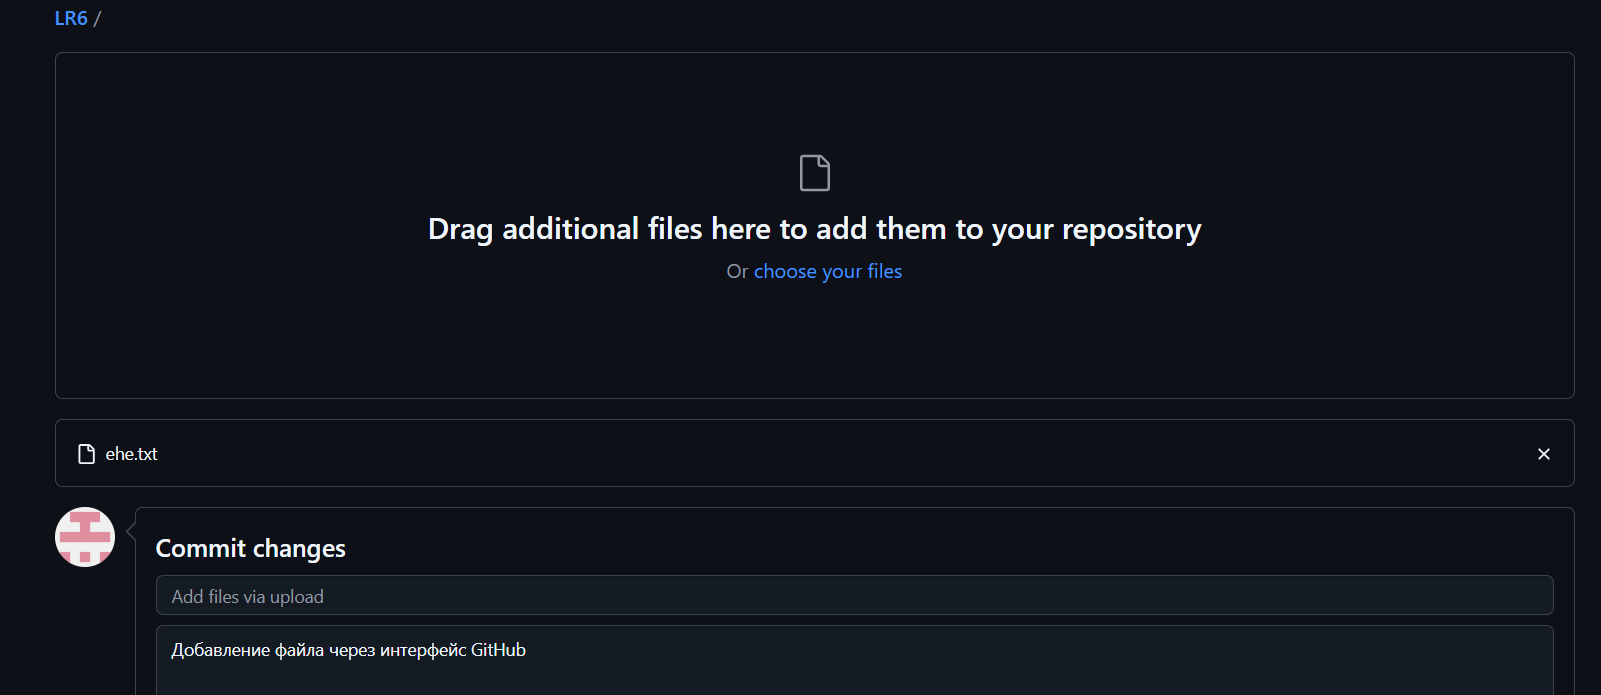 LR6 /
Drag additional files here to add them to your repository
Or choose your files
ehe.txt
Commit changes
Add files via upload
Добавление файла через интерфейс GitHub